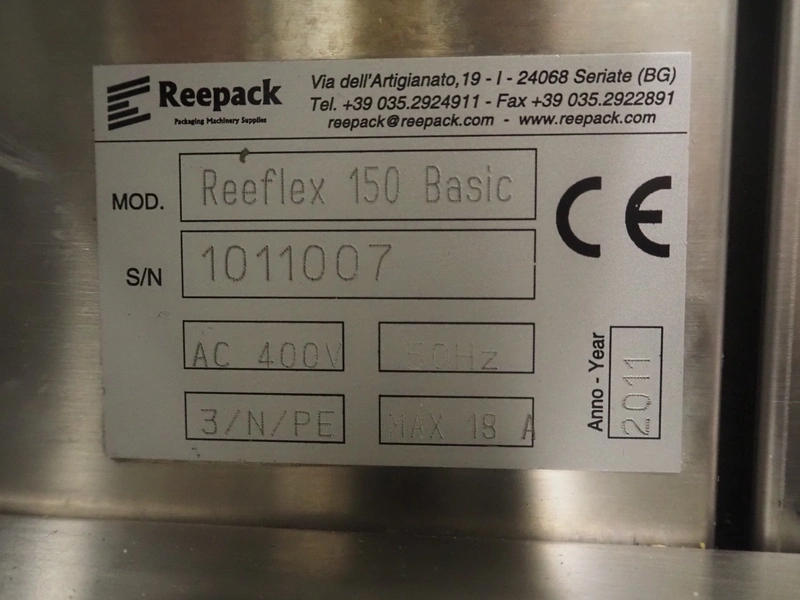 Reepack
Packaging Machinery Supplies
Via dell'Artigianato,19 - I - 24068 Seriate (BG)
Tel. +39 035.2924911 - Fax +39 035.2922891
reepack@reepack.com - www.reepack.com
MOD. Reeflex 150 Basic
CE
S/N 1011007
AC 400V 50Hz
3/N/PE MAX 18 A
Anno - Year 2011